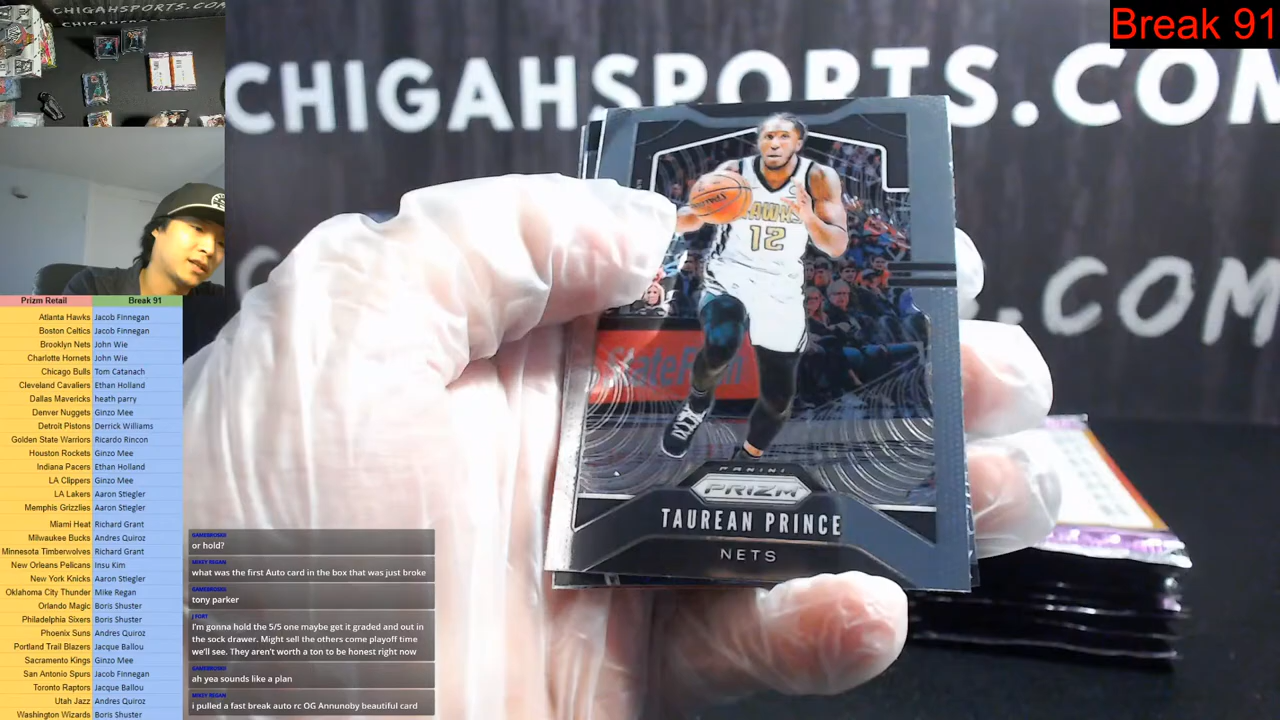 CHIGAHSPORTS.COM
Break 91
CHIGAHSPORTS.COM
.COM
HAWKS
12
StateFarm
PANINI
PRIZM
TAUREAN PRINCE
NETS
Prizm Retail Break 91
Atlanta Hawks Jacob Finnegan
Boston Celtics Jacob Finnegan
Brooklyn Nets John Wie
Charlotte Hornets John Wie
Chicago Bulls Tom Catanach
Cleveland Cavaliers Ethan Holland
Dallas Mavericks heath parry
Denver Nuggets Ginzo Mee
Detroit Pistons Derrick Williams
Golden State Warriors Ricardo Rincon
Houston Rockets Ginzo Mee
Indiana Pacers Ethan Holland
LA Clippers Ginzo Mee
LA Lakers Aaron Stiegler
Memphis Grizzlies Aaron Stiegler
Miami Heat Richard Grant
Milwaukee Bucks Andres Quiroz
Minnesota Timberwolves Richard Grant
New Orleans Pelicans Insu Kim
New York Knicks Aaron Stiegler
Oklahoma City Thunder Mike Regan
Orlando Magic Boris Shuster
Philadelphia Sixers Boris Shuster
Phoenix Suns Andres Quiroz
Portland Trail Blazers Jacque Ballou
Sacramento Kings Ginzo Mee
San Antonio Spurs Jacob Finnegan
Toronto Raptors Jacque Ballou
Utah Jazz Andres Quiroz
Washington Wizards Boris Shuster
or hold?
MIKEY REGAN
what was the first Auto card in the box that was just broke
tony parker
J FORT
I'm gonna hold the 5/5 one maybe get it graded and out in
the sock drawer. Might sell the others come playoff time
we'll see. They aren't worth a ton to be honest right now
ah yea sounds like a plan
MIKEY REGAN
i pulled a fast break auto rc OG Annunoby beautiful card